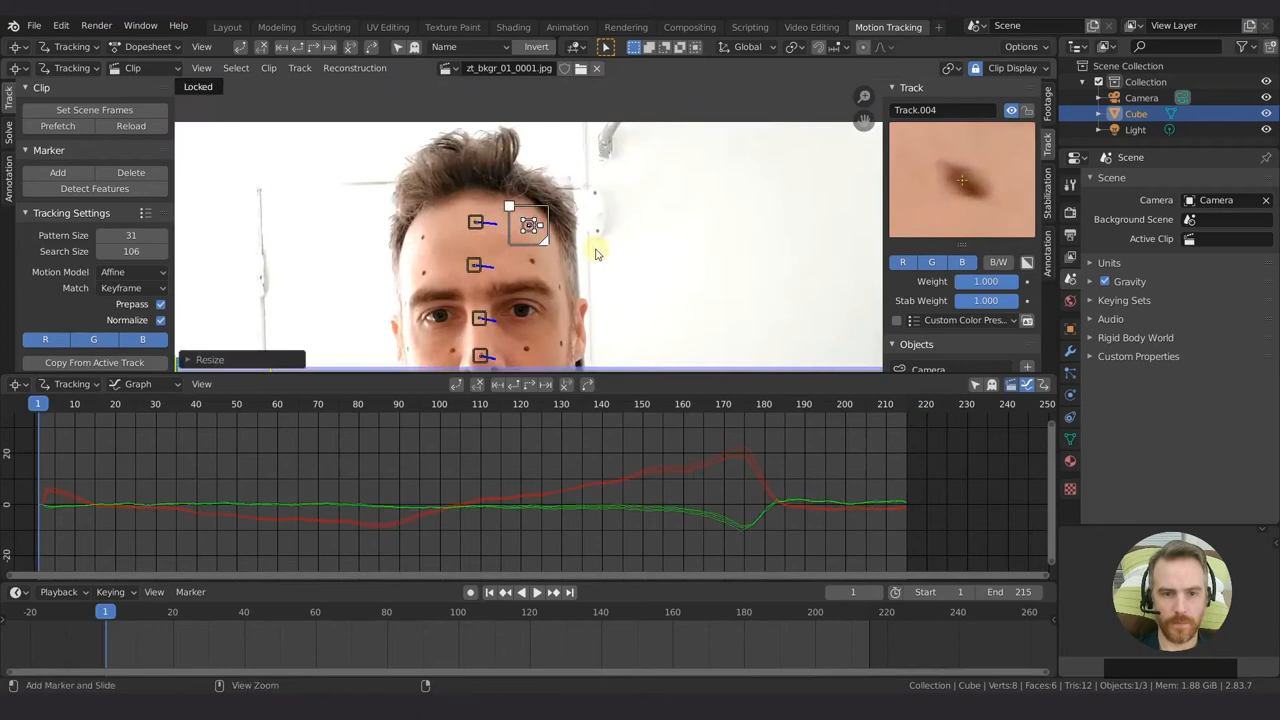 File Edit Render Window Help Layout Modeling Sculpting UV Editing Texture Paint Shading Animation Rendering Compositing Scripting Video Editing Motion Tracking + Scene View Layer
Tracking Dopesheet View Name Invert Global Options
Tracking Clip View Select Clip Track Reconstruction zt_bkgr_01_0001.jpg Clip Display
Scene Collection
Collection
Camera
Cube
Light
Track
Solve
Annotation
Clip
Set Scene Frames
Prefetch Reload
Marker
Add Delete
Detect Features
Tracking Settings
Pattern Size 31
Search Size 106
Motion Model Affine
Match Keyframe
Prepass
Normalize
R G B
Copy From Active Track
Locked
Resize
Track
Track.004
R G B B/W
Weight 1.000
Stab Weight 1.000
Custom Color Pres...
Objects
Camera
Footage
Track
Stabilization
Annotation
Scene
Scene
Camera Camera
Background Scene
Active Clip
Units
Gravity
Keying Sets
Audio
Rigid Body World
Custom Properties
Tracking Graph View
1 10 20 30 40 50 60 70 80 90 100 110 120 130 140 150 160 170 180 190 200 210 220 230 240 250
20
0
-20
Playback Keying View Marker 1 Start 1 End 215
-20 1 20 40 60 80 100 120 140 160 180 200 220 240 260
Add Marker and Slide View Zoom Collection | Cube | Verts:8 | Faces:6 | Tris:12 | Objects:1/3 | Mem: 1.88 GiB | 2.83.7